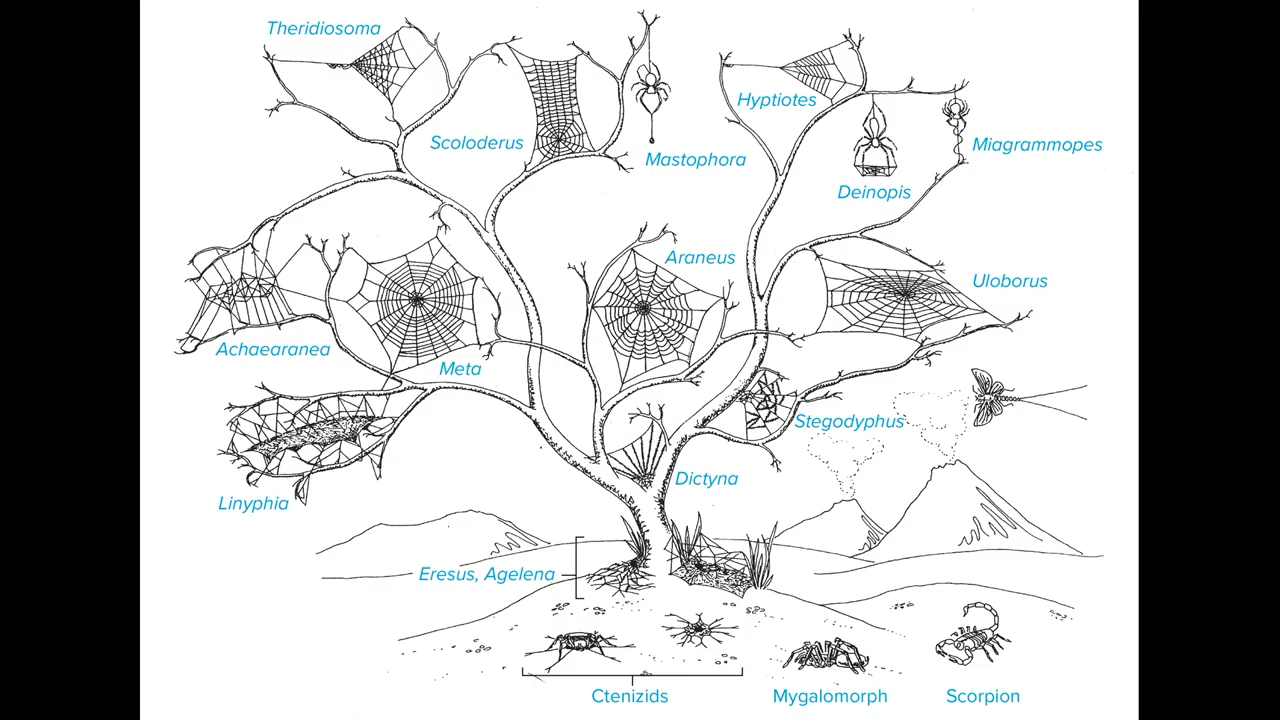 Theridiosoma
Scoloderus
Mastophora
Hyptiotes
Miagrammopes
Deinopis
Araneus
Uloborus
Achaearanea
Meta
Stegodyphus
Linyphia
Dictyna
Eresus, Agelena
Ctenizids
Mygalomorph
Scorpion